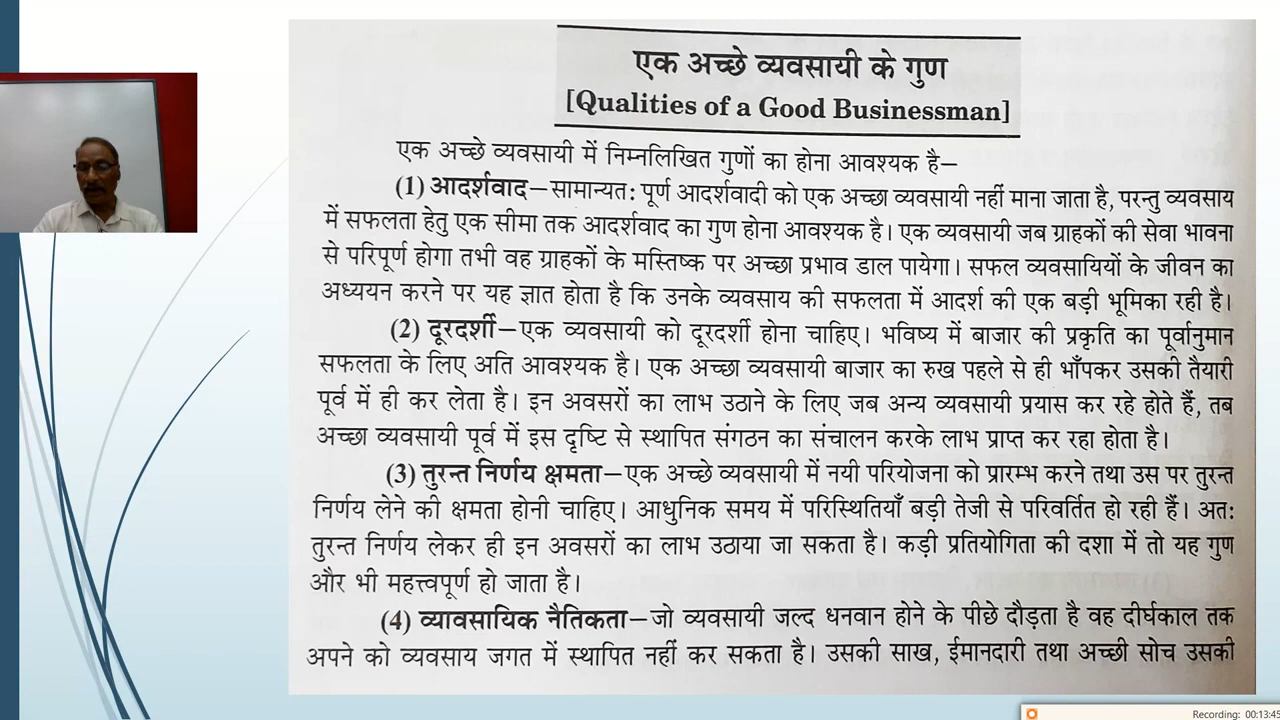 एक अच्छे व्यवसायी के गुण
[Qualities of a Good Businessman]
एक अच्छे व्यवसायी में निम्नलिखित गुणों का होना आवश्यक है—
(1) आदर्शवाद—सामान्यतः पूर्ण आदर्शवादी को एक अच्छा व्यवसायी नहीं माना जाता है, परन्तु व्यवसाय
में सफलता हेतु एक सीमा तक आदर्शवाद का गुण होना आवश्यक है। एक व्यवसायी जब ग्राहकों की सेवा भावना
से परिपूर्ण होगा तभी वह ग्राहकों के मस्तिष्क पर अच्छा प्रभाव डाल पायेगा। सफल व्यवसायियों के जीवन का
अध्ययन करने पर यह ज्ञात होता है कि उनके व्यवसाय की सफलता में आदर्श की एक बड़ी भूमिका रही है।
(2) दूरदर्शी—एक व्यवसायी को दूरदर्शी होना चाहिए। भविष्य में बाजार की प्रकृति का पूर्वानुमान
सफलता के लिए अति आवश्यक है। एक अच्छा व्यवसायी बाजार का रुख पहले से ही भाँपकर उसकी तैयारी
पूर्व में ही कर लेता है। इन अवसरों का लाभ उठाने के लिए जब अन्य व्यवसायी प्रयास कर रहे होते हैं, तब
अच्छा व्यवसायी पूर्व में इस दृष्टि से स्थापित संगठन का संचालन करके लाभ प्राप्त कर रहा होता है।
(3) तुरन्त निर्णय क्षमता—एक अच्छे व्यवसायी में नयी परियोजना को प्रारम्भ करने तथा उस पर तुरन्त
निर्णय लेने की क्षमता होनी चाहिए। आधुनिक समय में परिस्थितियाँ बड़ी तेजी से परिवर्तित हो रही हैं। अतः
तुरन्त निर्णय लेकर ही इन अवसरों का लाभ उठाया जा सकता है। कड़ी प्रतियोगिता की दशा में तो यह गुण
और भी महत्त्वपूर्ण हो जाता है।
(4) व्यावसायिक नैतिकता—जो व्यवसायी जल्द धनवान होने के पीछे दौड़ता है वह दीर्घकाल तक
अपने को व्यवसाय जगत में स्थापित नहीं कर सकता है। उसकी साख, ईमानदारी तथा अच्छी सोच उसकी
Recording: 00:13:45